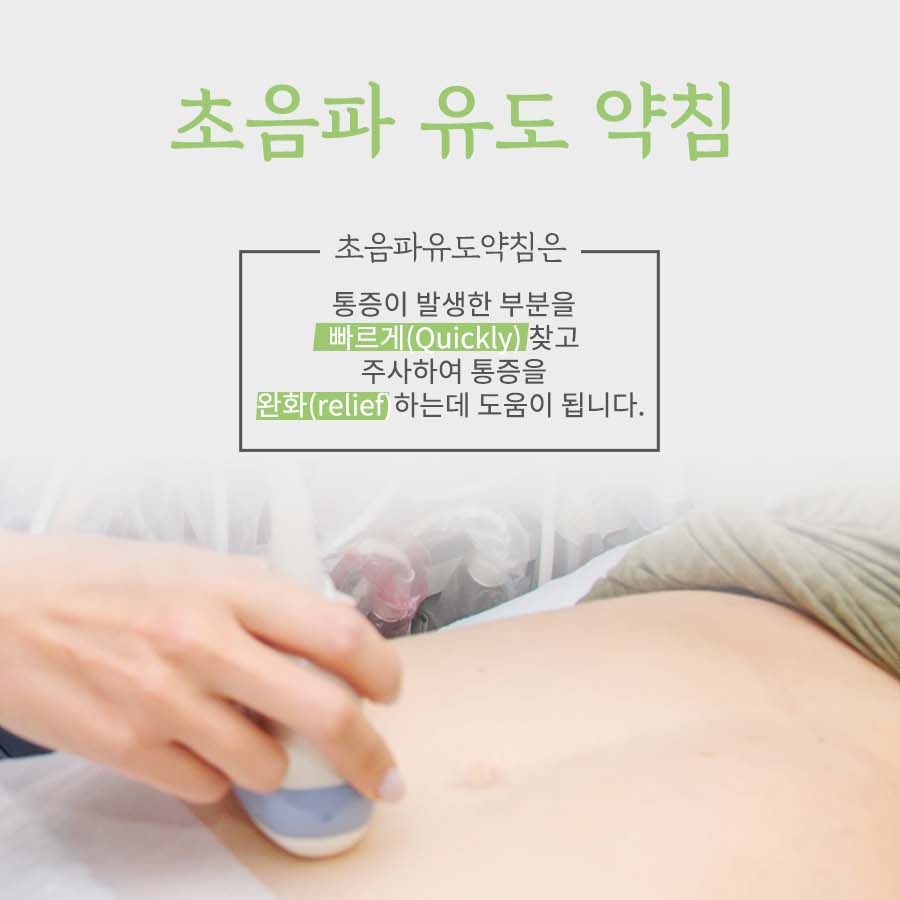 초음파 유도 약침
초음파유도약침은
통증이 발생한 부분을
빠르게(Quickly) 찾고
주사하여 통증을
완화(relief)하는데 도움이 됩니다.